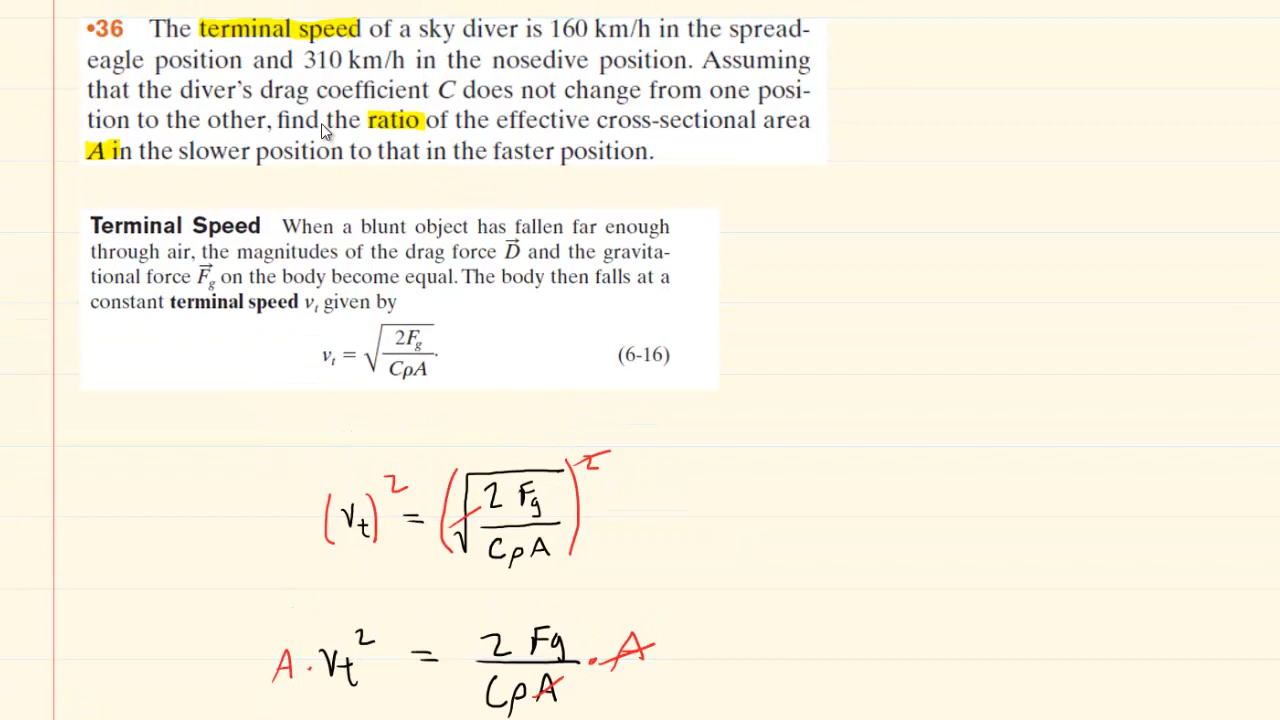 •36 The terminal speed of a sky diver is 160 km/h in the spread-
eagle position and 310 km/h in the nosedive position. Assuming
that the diver's drag coefficient C does not change from one posi-
tion to the other, find the ratio of the effective cross-sectional area
A in the slower position to that in the faster position.
Terminal Speed When a blunt object has fallen far enough
through air, the magnitudes of the drag force D⃗ and the gravita-
tional force F⃗g on the body become equal. The body then falls at a
constant terminal speed vt given by
vt = √(2Fg / CρA). (6-16)
(vt)² = (√(2 Fg / CρA))²
A · vt² = 2 Fg / CρA · A